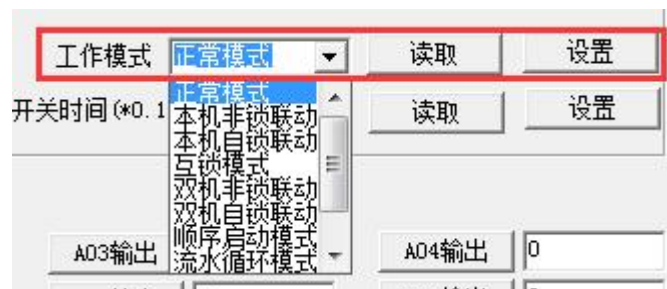 工作模式 正常模式 读取 设置
正常模式
开关时间(*0.1 本机非锁联动 读取 设置
本机自锁联动
互锁模式
双机非锁联动
双机自锁联动
顺序启动模式
A03输出 流水循环模式 A04输出 0